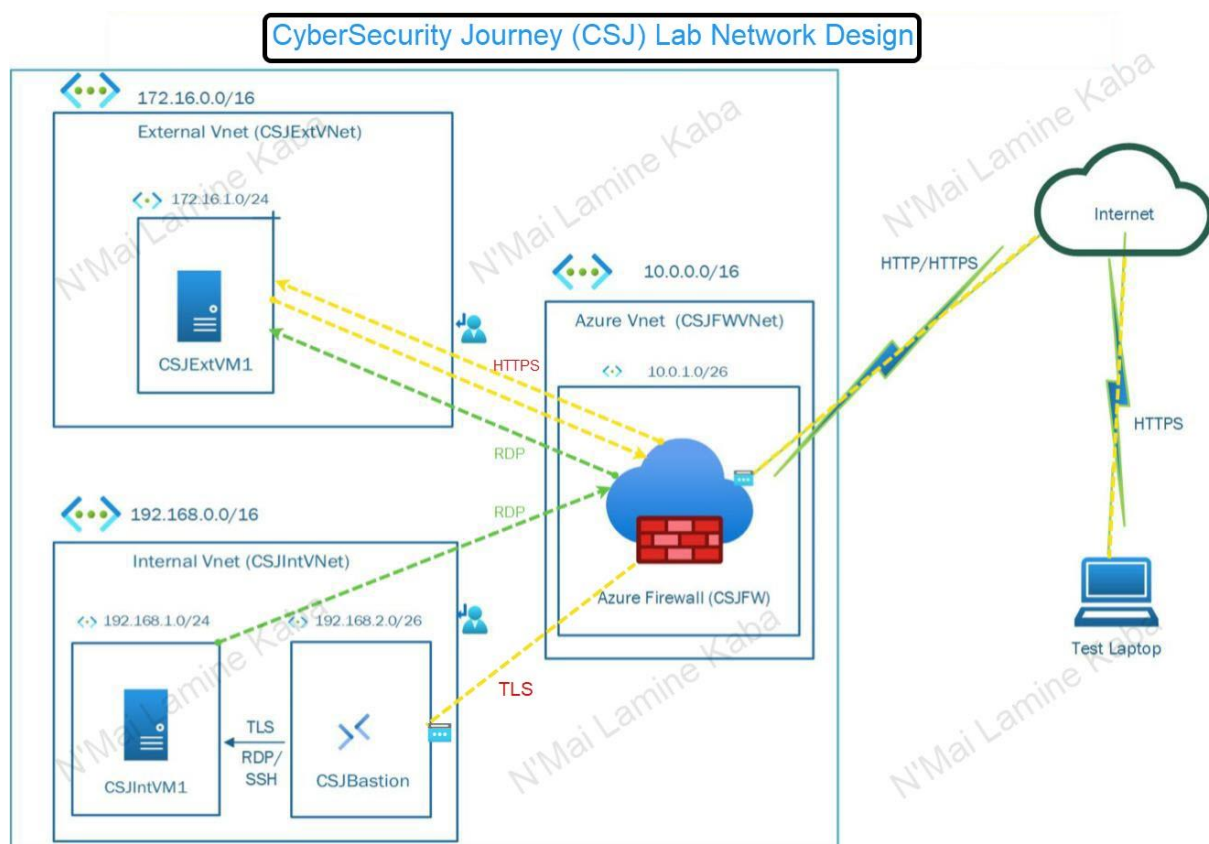 CyberSecurity Journey (CSJ) Lab Network Design
172.16.0.0/16
External Vnet (CSJExtVNet)
172.16.1.0/24
CSJExtVM1
HTTPS
RDP
RDP
10.0.0.0/16
Azure Vnet (CSJFWVNet)
10.0.1.0/26
Azure Firewall (CSJFW)
HTTP/HTTPS
Internet
HTTPS
Test Laptop
192.168.0.0/16
Internal Vnet (CSJIntVNet)
192.168.1.0/24
192.168.2.0/26
CSJIntVM1
TLS
RDP/
SSH
CSJBastion
TLS
N'Mai Lamine Kaba
N'Mai Lamine Kaba
N'Mai Lamine Kaba
N'Mai Lamine Kaba
N'Mai Lamine Kaba
N'Mai Lamine Kaba